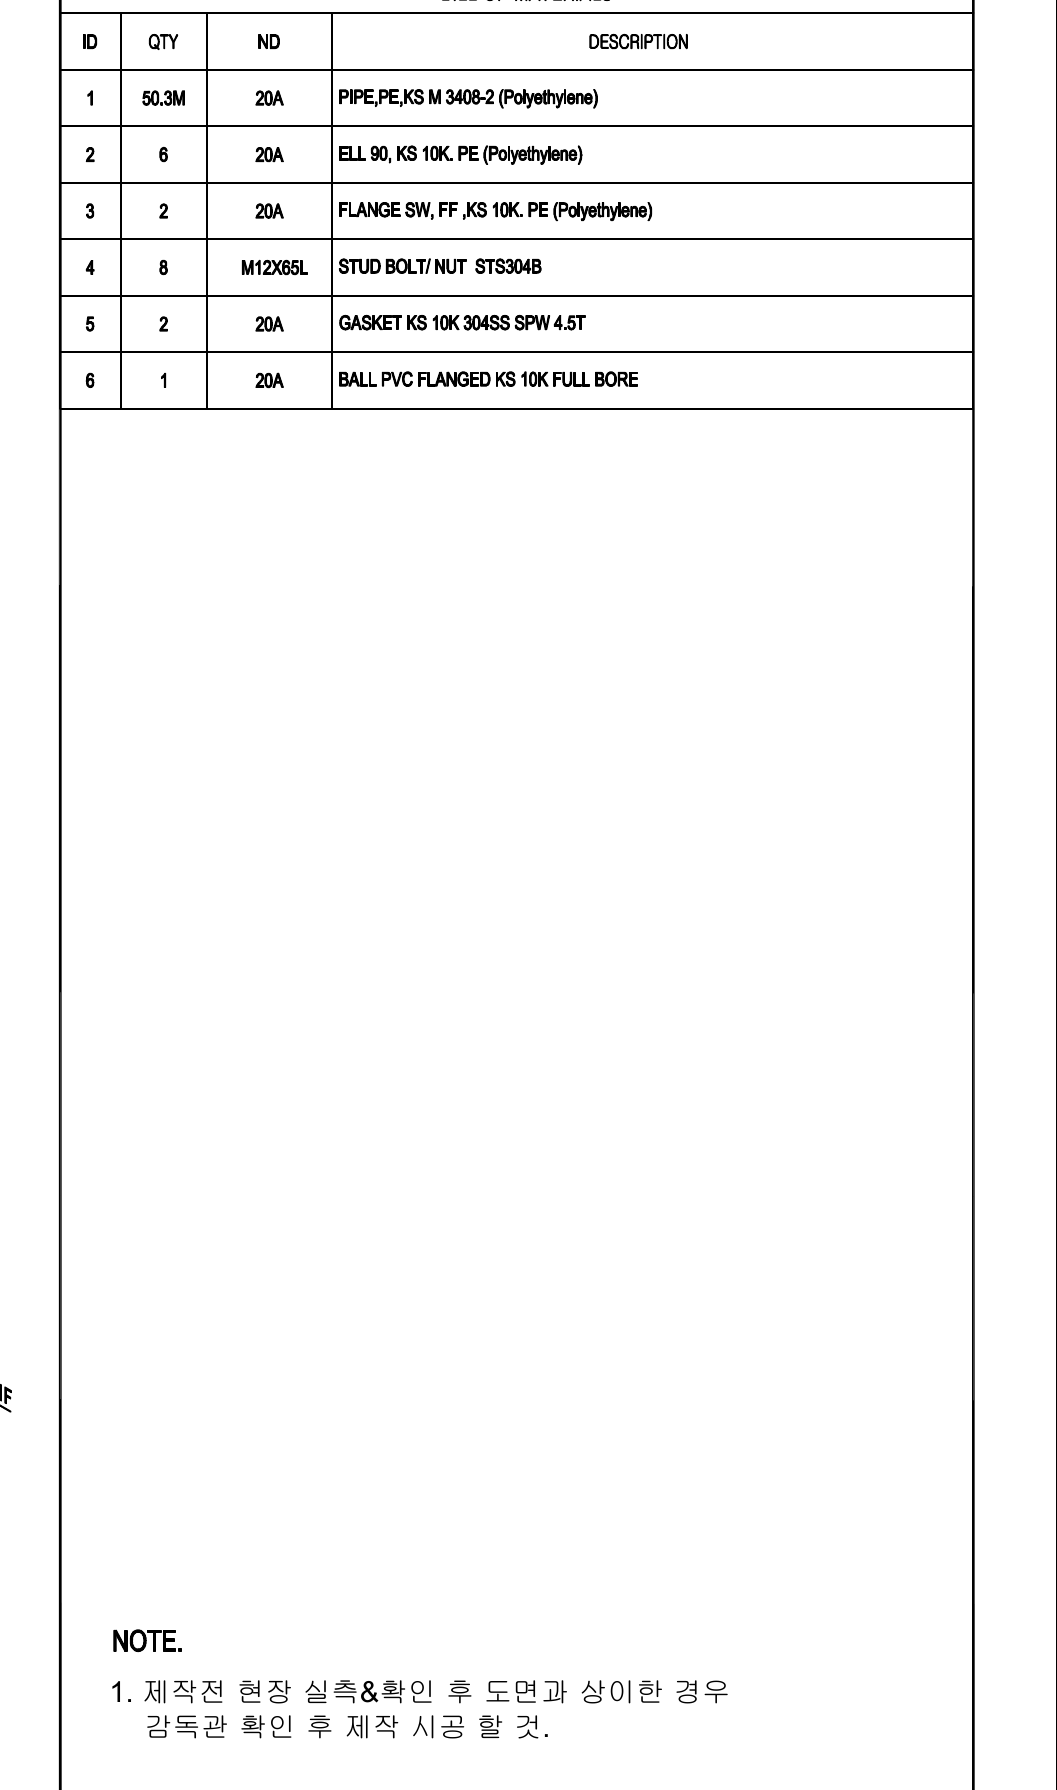 ID QTY ND DESCRIPTION
1 50.3M 20A PIPE,PE,KS M 3408-2 (Polyethylene)
2 6 20A ELL 90, KS 10K. PE (Polyethylene)
3 2 20A FLANGE SW, FF ,KS 10K. PE (Polyethylene)
4 8 M12X65L STUD BOLT/ NUT STS304B
5 2 20A GASKET KS 10K 304SS SPW 4.5T
6 1 20A BALL PVC FLANGED KS 10K FULL BORE
NOTE.
1. 제작전 현장 실측&확인 후 도면과 상이한 경우
감독관 확인 후 제작 시공 할 것.